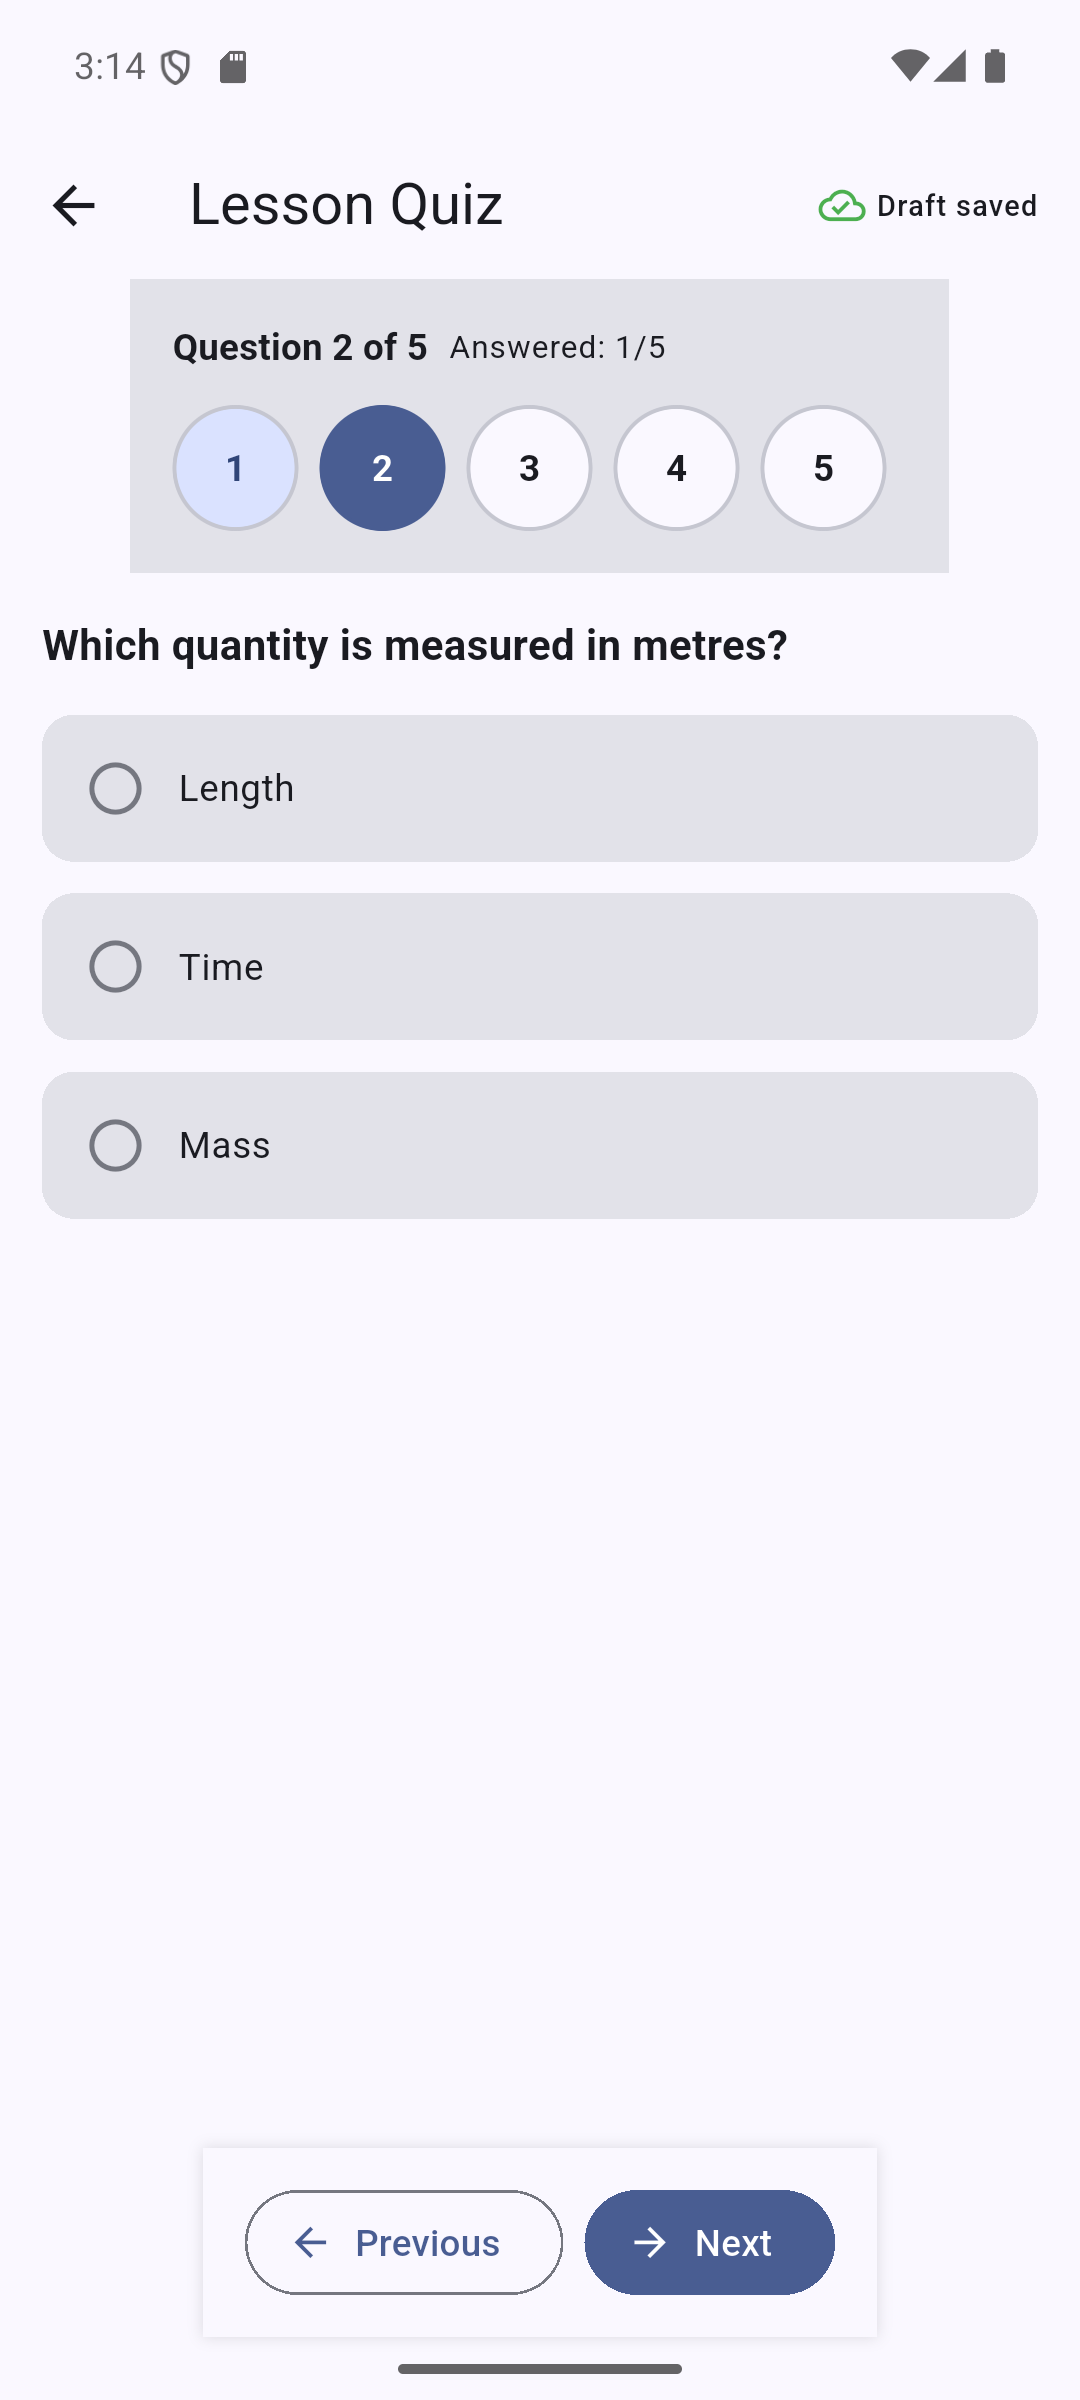 3:14
Lesson Quiz
Draft saved
Question 2 of 5 Answered: 1/5
1 2 3 4 5
Which quantity is measured in metres?
Length
Time
Mass
Previous
Next